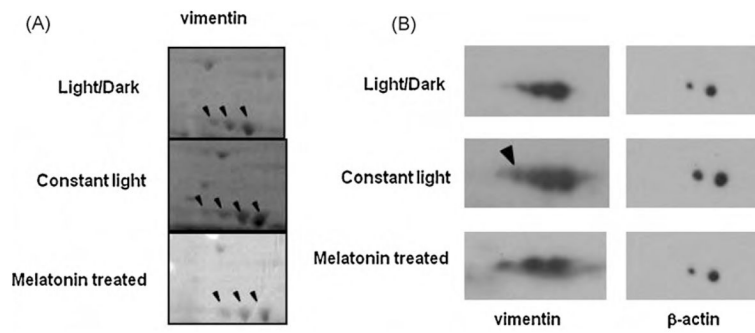 (A)
vimentin
Light/Dark
Constant light
Melatonin treated
(B)
Light/Dark
Constant light
Melatonin treated
vimentin
β-actin